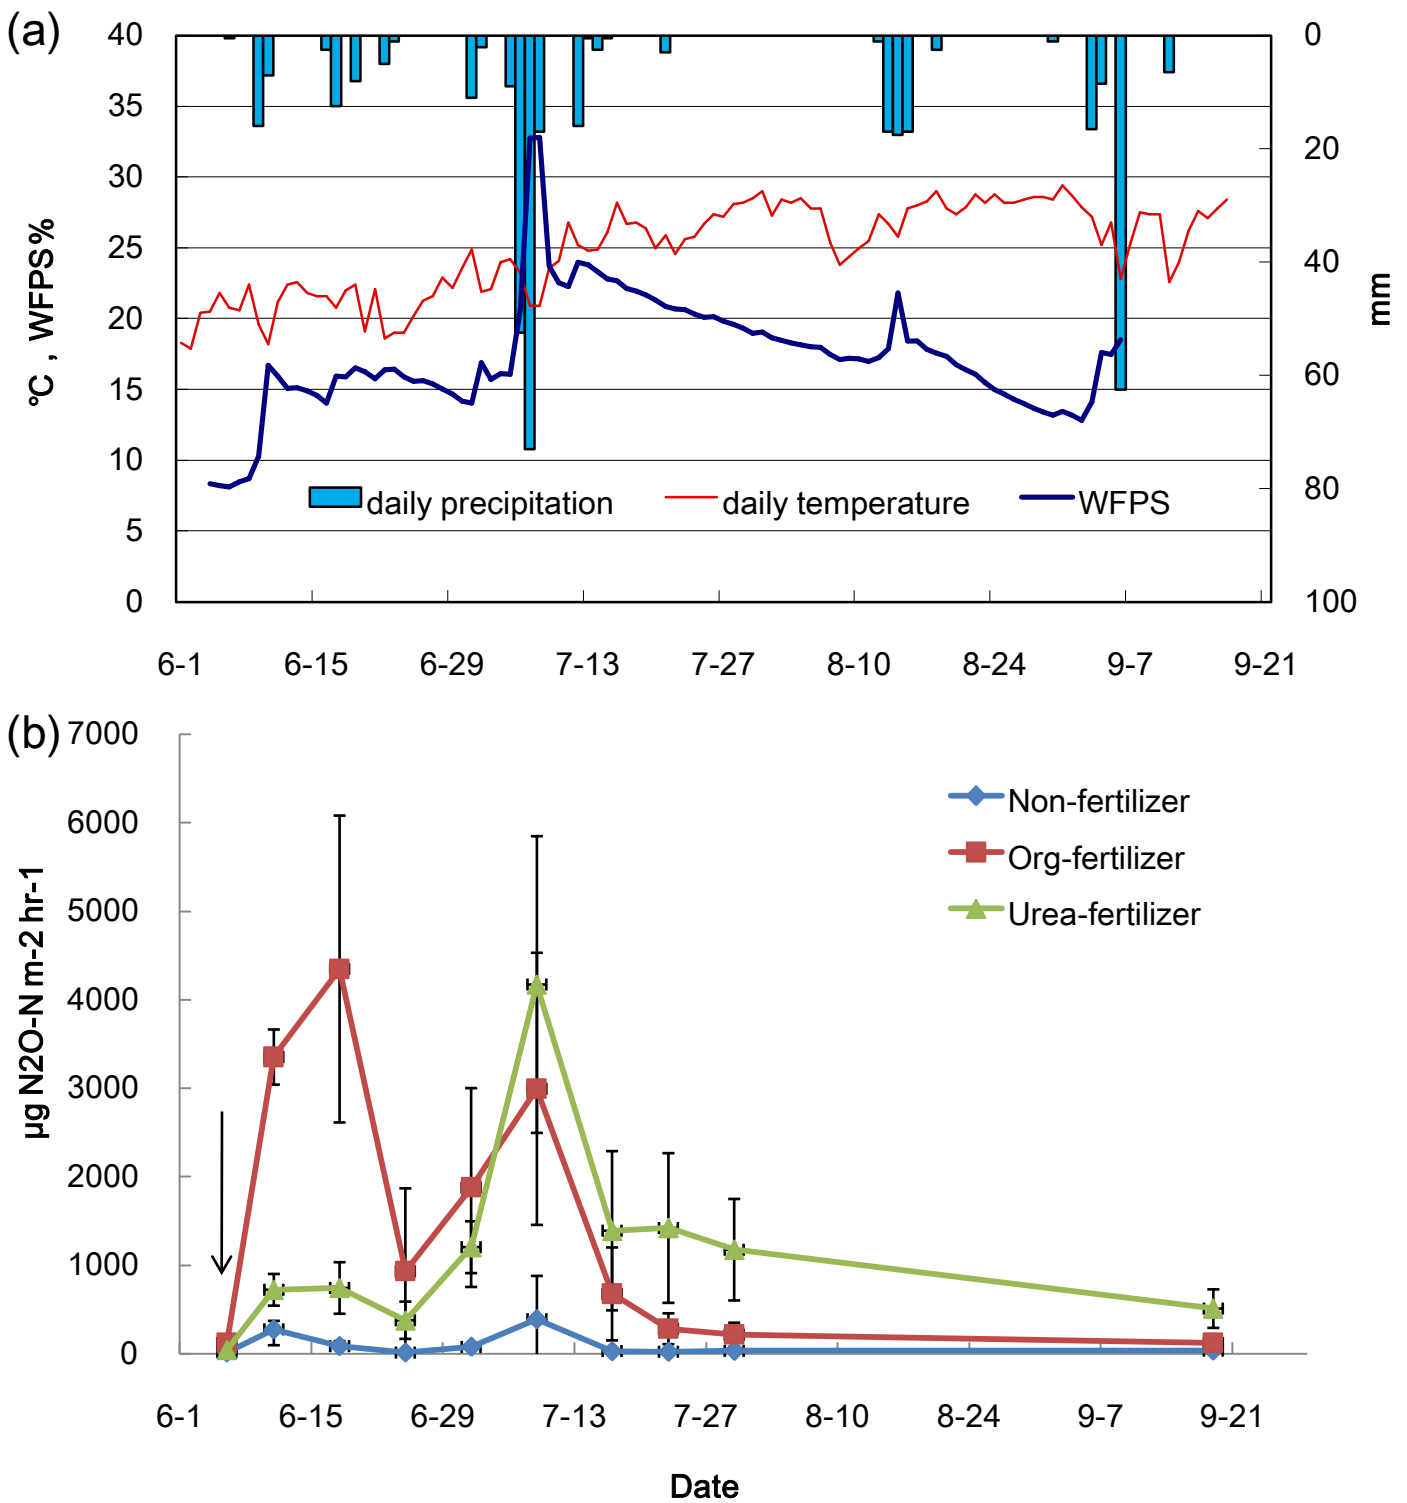 (a)
40
35
30
25
20
15
10
5
0
°C , WFPS%
0
20
40
60
80
100
mm
daily precipitation daily temperature WFPS
6-1 6-15 6-29 7-13 7-27 8-10 8-24 9-7 9-21
(b)
7000
6000
5000
4000
3000
2000
1000
0
µg N2O-N m-2 hr-1
Non-fertilizer
Org-fertilizer
Urea-fertilizer
6-1 6-15 6-29 7-13 7-27 8-10 8-24 9-7 9-21
Date